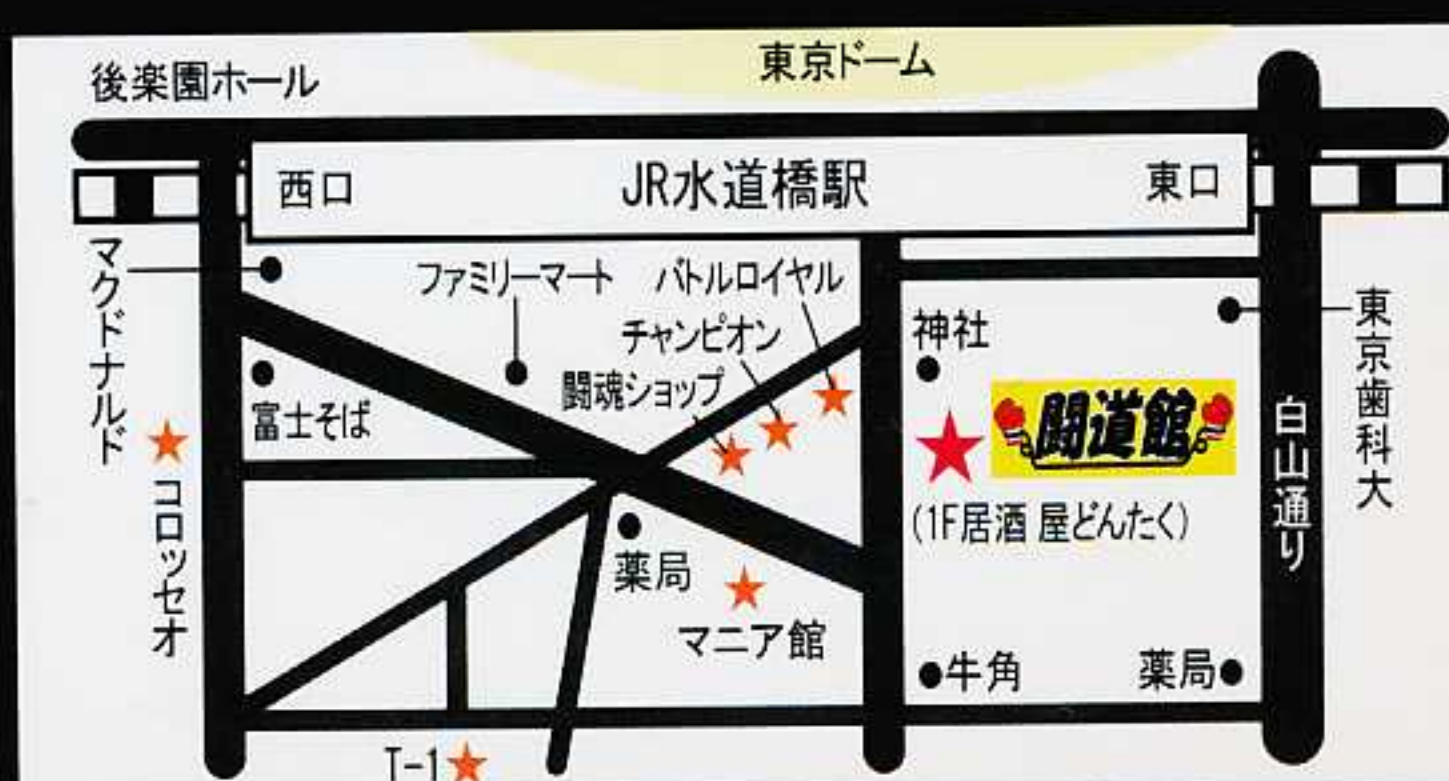 後楽園ホール
東京ドーム
西口
JR水道橋駅
東口
マクドナルド
ファミリーマート
バトルロイヤル
チャンピオン
闘魂ショップ
神社
東京歯科大
富士そば
闘道館
白山通り
コロッセオ
(1F居酒 屋どんたく)
薬局
マニア館
牛角
薬局
T-1